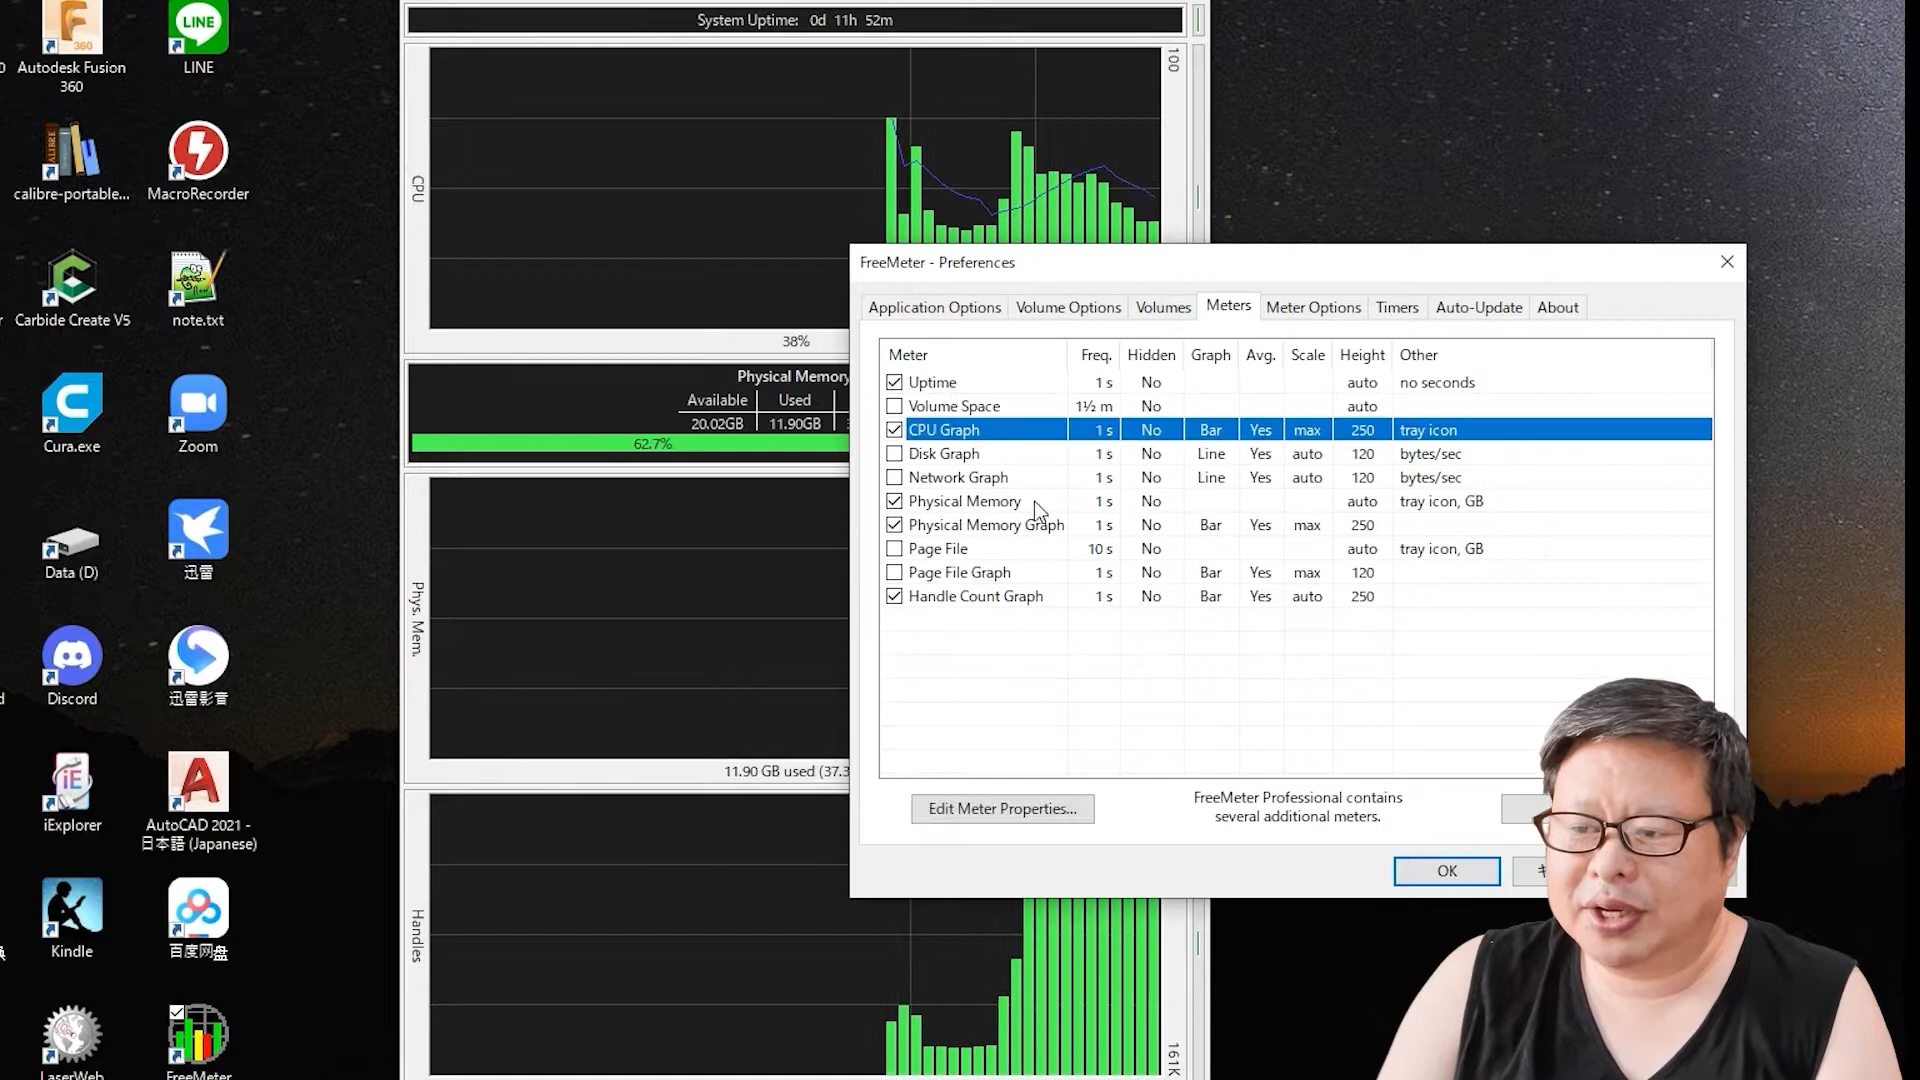 Autodesk Fusion
360
LINE
calibre-portable...
MacroRecorder
Carbide Create V5
note.txt
Cura.exe
Zoom
Data (D)
迅雷
Discord
迅雷影音
iExplorer
AutoCAD 2021 -
日本語 (Japanese)
Kindle
百度网盘
LaserWeb
FreeMeter
System Uptime: 0d 11h 52m
CPU
100
38%
Physical Memory
Available Used
20.02GB 11.90GB
62.7%
Phys. Mem.
11.90 GB used (37.3
Handles
161K
FreeMeter - Preferences
Application Options Volume Options Volumes Meters Meter Options Timers Auto-Update About
Meter Freq. Hidden Graph Avg. Scale Height Other
Uptime 1 s No auto no seconds
Volume Space 1½ m No auto
CPU Graph 1 s No Bar Yes max 250 tray icon
Disk Graph 1 s No Line Yes auto 120 bytes/sec
Network Graph 1 s No Line Yes auto 120 bytes/sec
Physical Memory 1 s No auto tray icon, GB
Physical Memory Graph 1 s No Bar Yes max 250
Page File 10 s No auto tray icon, GB
Page File Graph 1 s No Bar Yes max 120
Handle Count Graph 1 s No Bar Yes auto 250
Edit Meter Properties...
FreeMeter Professional contains
several additional meters.
OK